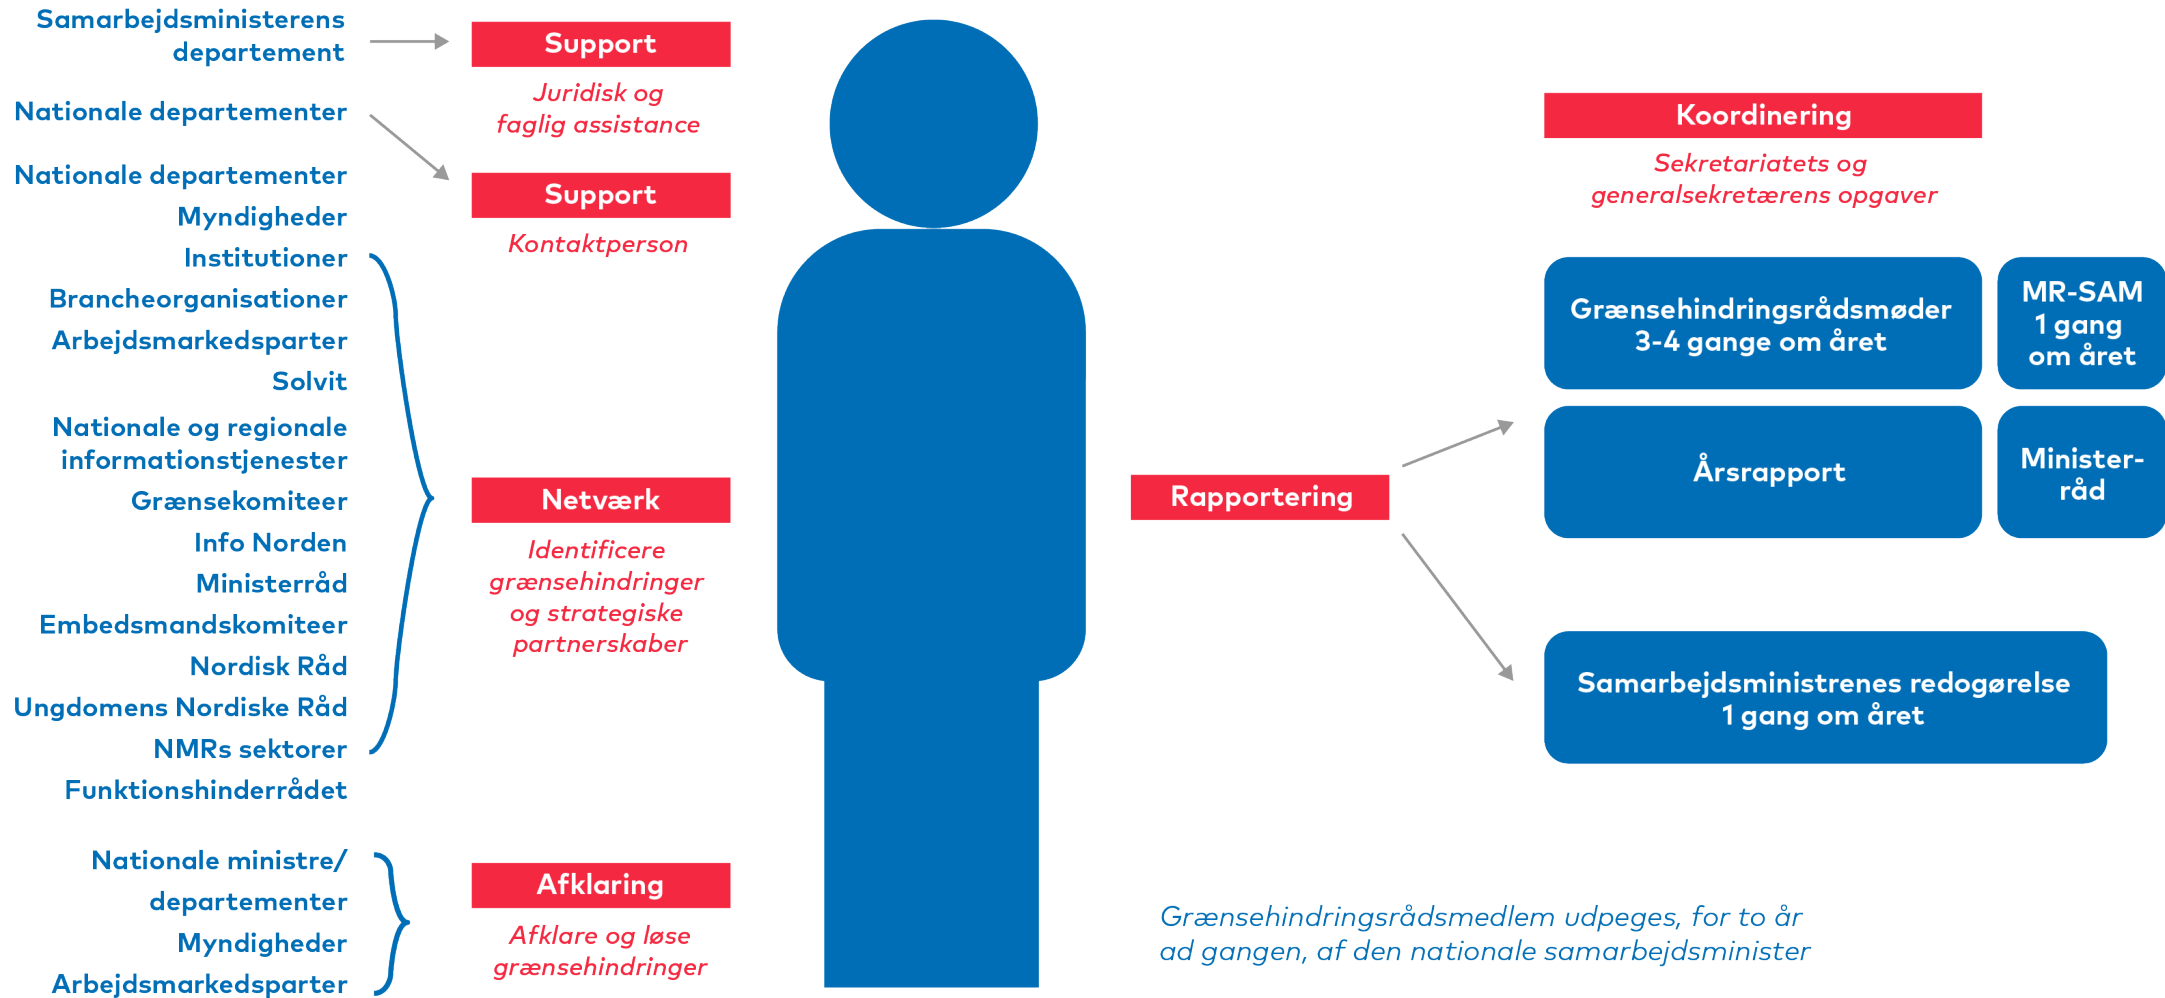 Samarbejdsministerens
departement
Nationale departementer
Nationale departementer
Myndigheder
Institutioner
Brancheorganisationer
Arbejdsmarkedsparter
Solvit
Nationale og regionale
informationstjenester
Grænsekomiteer
Info Norden
Ministerråd
Embedsmandskomiteer
Nordisk Råd
Ungdomens Nordiske Råd
NMRs sektorer
Funktionshinderrådet
Nationale ministre/
departementer
Myndigheder
Arbejdsmarkedsparter
Support
Juridisk og
faglig assistance
Support
Kontaktperson
Netværk
Identificere
grænsehindringer
og strategiske
partnerskaber
Afklaring
Afklare og løse
grænsehindringer
Rapportering
Koordinering
Sekretariatets og
generalsekretærens opgaver
Grænsehindringsrådsmøder
3-4 gange om året
MR-SAM
1 gang
om året
Årsrapport
Minister-
råd
Samarbejdsministrenes redogørelse
1 gang om året
Grænsehindringsrådsmedlem udpeges, for to år
ad gangen, af den nationale samarbejdsminister